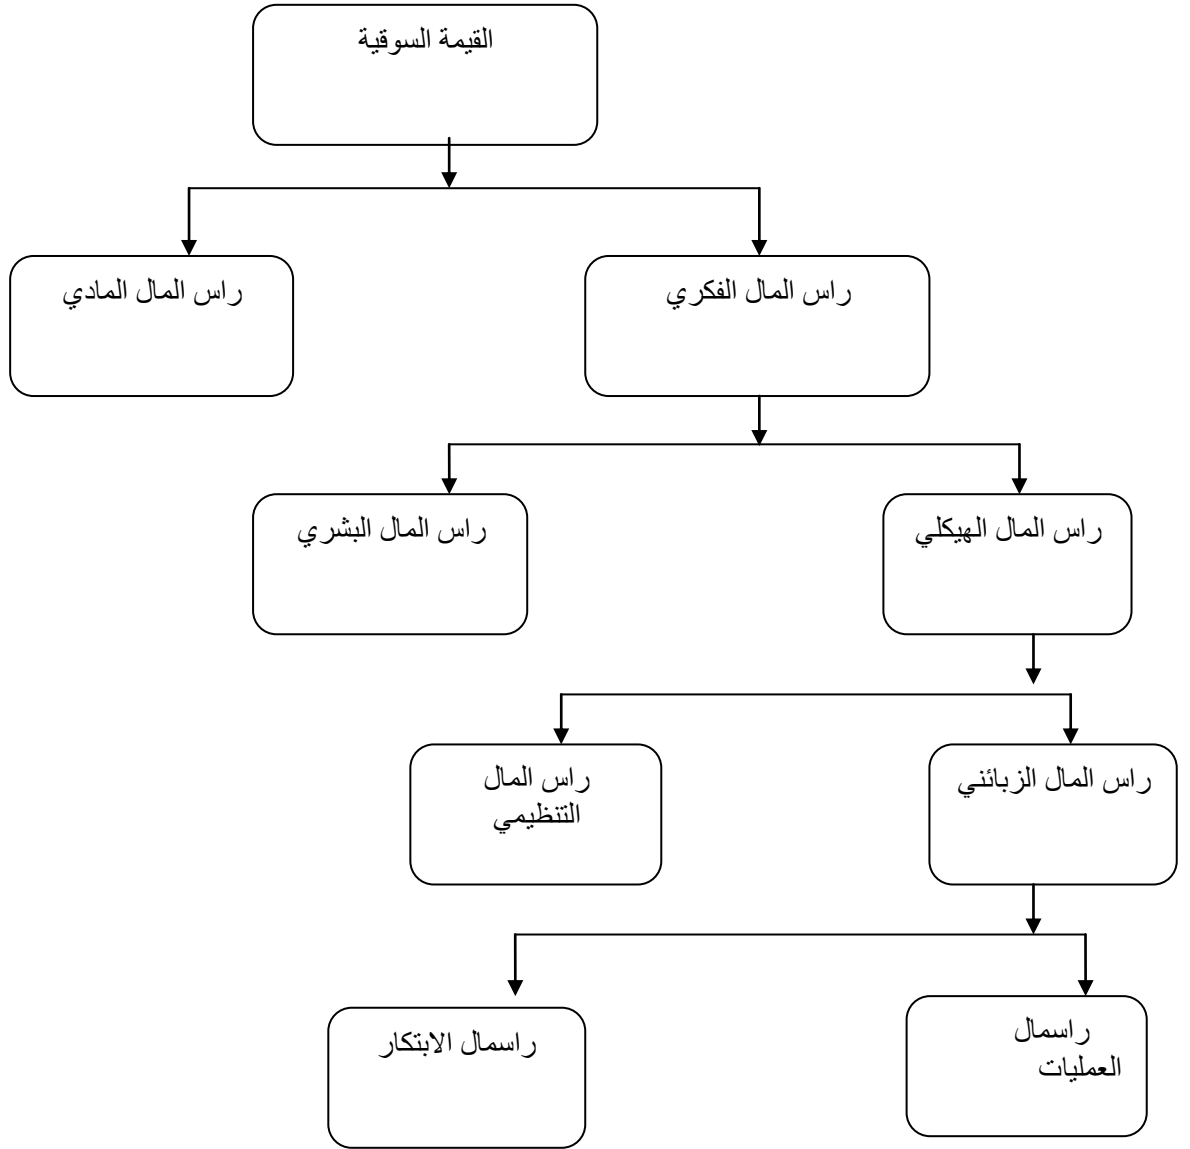 القيمة السوقية
راس المال الفكري
راس المال المادي
راس المال الهيكلي
راس المال البشري
راس المال الزبائني
راس المال
التنظيمي
راسمال
العمليات
راسمال الابتكار